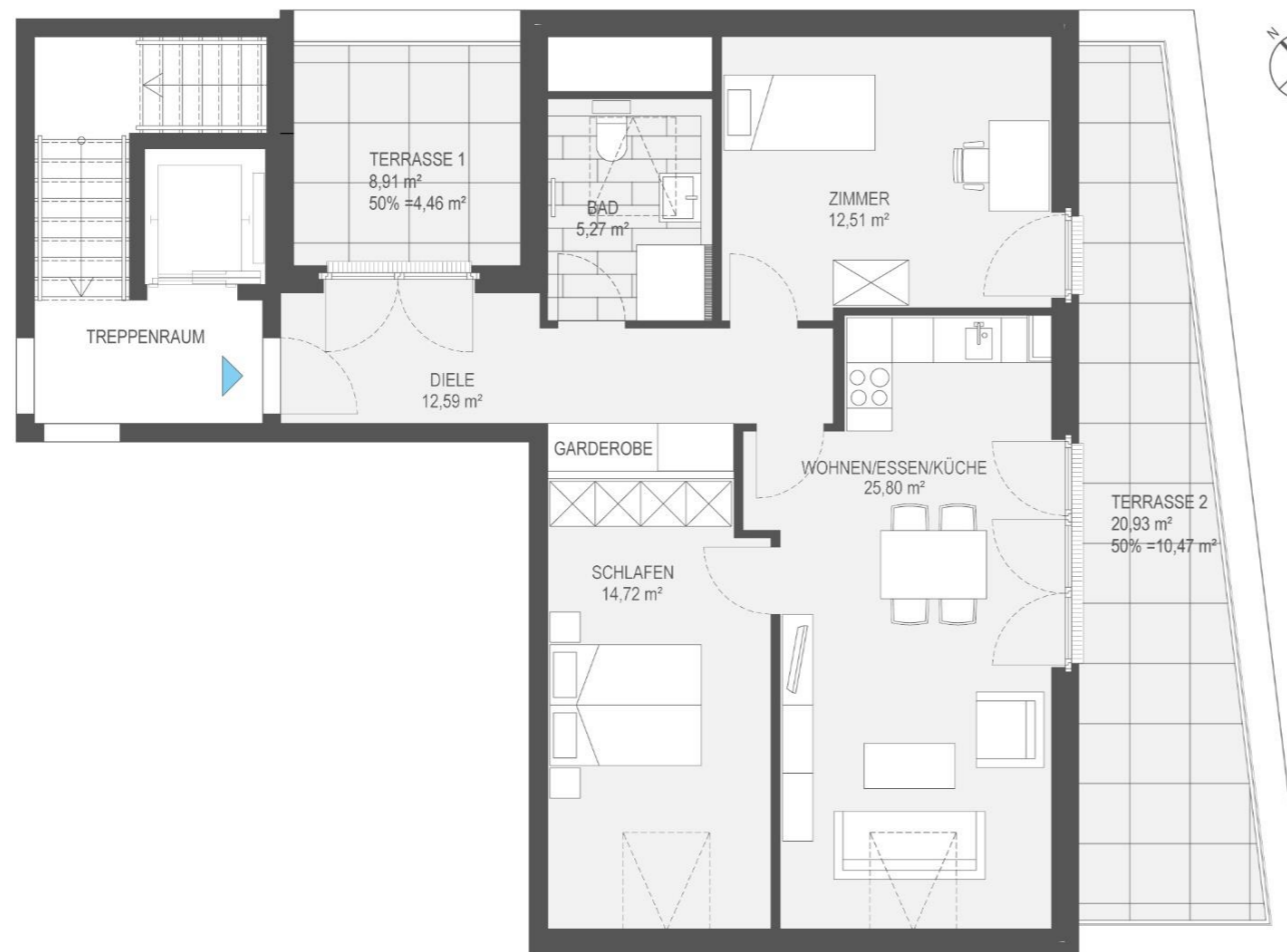 N
TERRASSE 1
8,91 m²
50% =4,46 m²
BAD
5,27 m²
ZIMMER
12,51 m²
TREPPENRAUM
DIELE
12,59 m²
GARDEROBE
WOHNEN/ESSEN/KÜCHE
25,80 m²
TERRASSE 2
20,93 m²
50% =10,47 m²
SCHLAFEN
14,72 m²